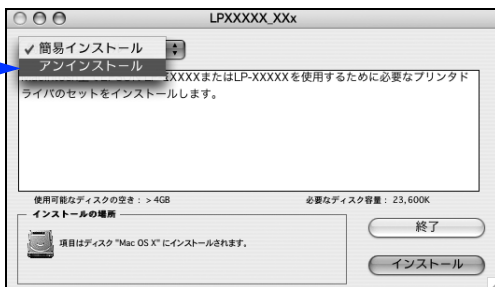 LPXXXXX_XXx
✓簡易インストール
アンインストール
XXXXまたはLP-XXXXXを使用するために必要なプリンタド
ライバのセットをインストールします。
使用可能なディスクの空き： > 4GB
必要なディスク容量： 23,600K
インストールの場所
項目はディスク "Mac OS X" にインストールされます。
終了
インストール